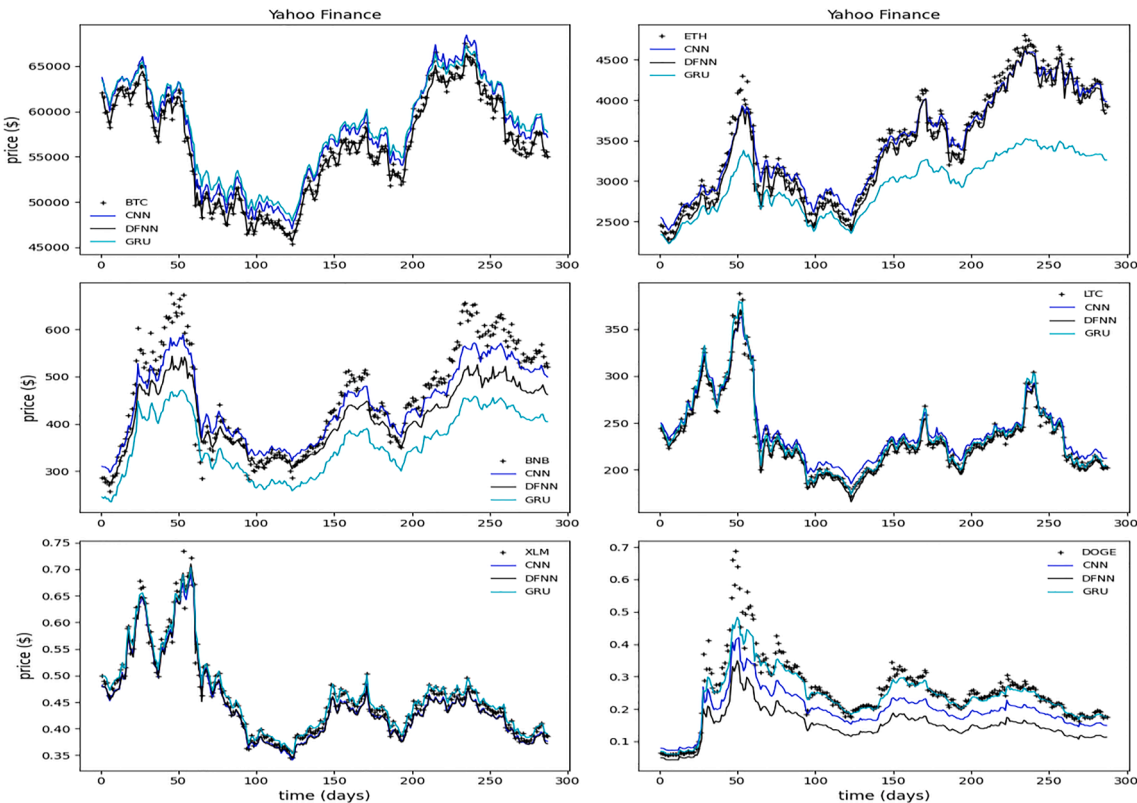 Yahoo Finance
price ($)
65000
60000
55000
50000
45000
BTC
CNN
DFNN
GRU
0 50 100 150 200 250 300
Yahoo Finance
4500
4000
3500
3000
2500
ETH
CNN
DFNN
GRU
0 50 100 150 200 250 300
price ($)
600
500
400
300
BNB
CNN
DFNN
GRU
0 50 100 150 200 250 300
350
300
250
200
LTC
CNN
DFNN
GRU
0 50 100 150 200 250 300
price ($)
0.75
0.70
0.65
0.60
0.55
0.50
0.45
0.40
0.35
XLM
CNN
DFNN
GRU
0 50 100 150 200 250 300
time (days)
0.7
0.6
0.5
0.4
0.3
0.2
0.1
DOGE
CNN
DFNN
GRU
0 50 100 150 200 250 300
time (days)